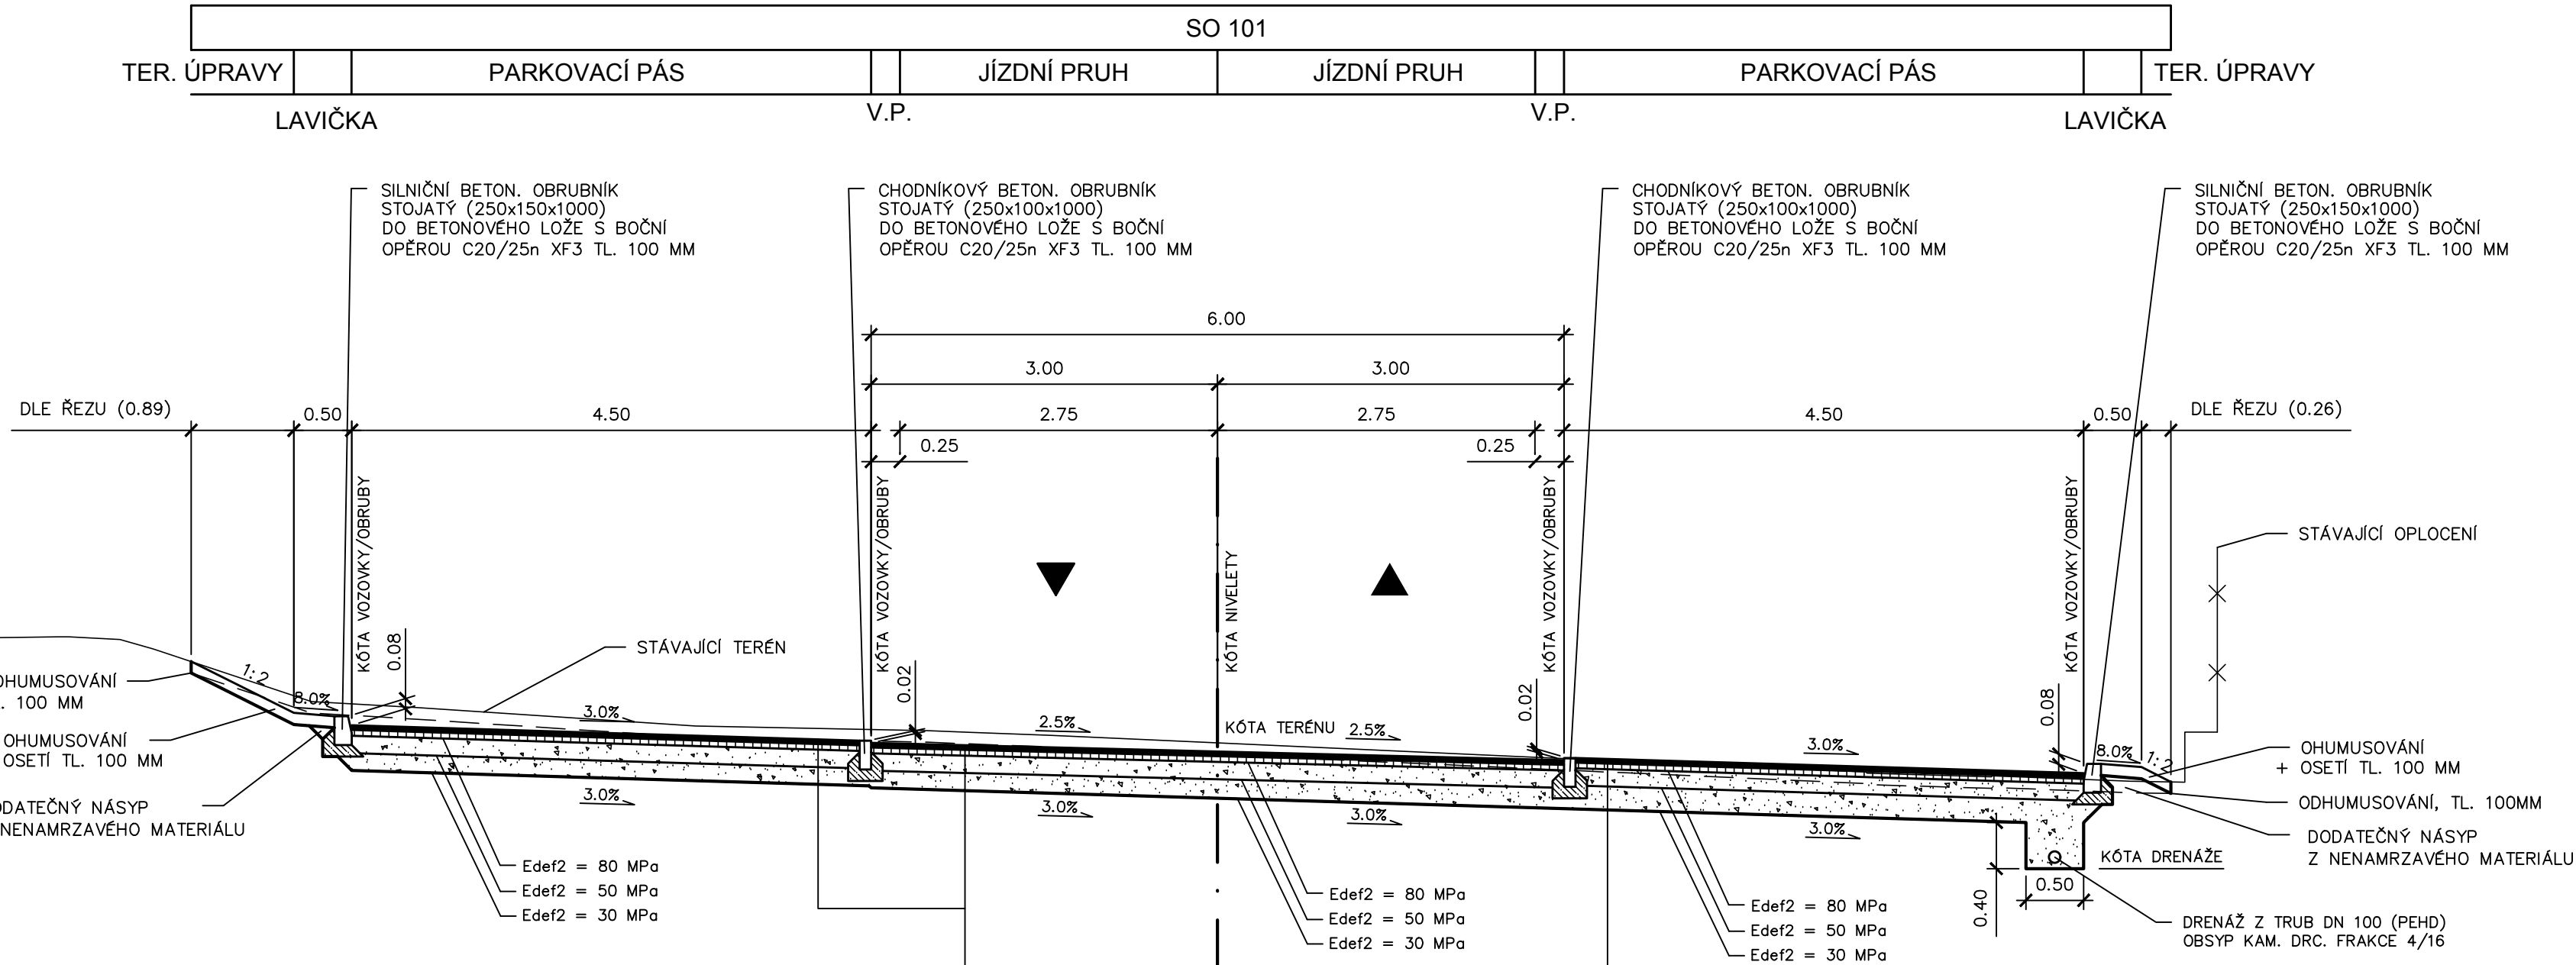 SO 101
TER. ÚPRAVY
PARKOVACÍ PÁS
JÍZDNÍ PRUH
JÍZDNÍ PRUH
PARKOVACÍ PÁS
TER. ÚPRAVY
LAVIČKA
V.P.
V.P.
LAVIČKA
SILNIČNÍ BETON. OBRUBNÍK
STOJATÝ (250x150x1000)
DO BETONOVÉHO LOŽE S BOČNÍ
OPĚROU C20/25n XF3 TL. 100 MM
CHODNÍKOVÝ BETON. OBRUBNÍK
STOJATÝ (250x100x1000)
DO BETONOVÉHO LOŽE S BOČNÍ
OPĚROU C20/25n XF3 TL. 100 MM
CHODNÍKOVÝ BETON. OBRUBNÍK
STOJATÝ (250x100x1000)
DO BETONOVÉHO LOŽE S BOČNÍ
OPĚROU C20/25n XF3 TL. 100 MM
SILNIČNÍ BETON. OBRUBNÍK
STOJATÝ (250x150x1000)
DO BETONOVÉHO LOŽE S BOČNÍ
OPĚROU C20/25n XF3 TL. 100 MM
6.00
3.00
3.00
DLE ŘEZU (0.89)
0.50
4.50
2.75
2.75
4.50
0.50
DLE ŘEZU (0.26)
0.25
0.25
KÓTA VOZOVKY/OBRUBY
KÓTA VOZOVKY/OBRUBY
KÓTA NIVELETY
KÓTA VOZOVKY/OBRUBY
KÓTA VOZOVKY/OBRUBY
STÁVAJÍCÍ OPLOCENÍ
0.08
STÁVAJÍCÍ TERÉN
0.02
0.02
0.08
1:2
8.0%
3.0%
2.5%
KÓTA TERÉNU
2.5%
3.0%
8.0%
1:2
DHUMUSOVÁNÍ
. 100 MM
OHUMUSOVÁNÍ
OSETÍ TL. 100 MM
ODATEČNÝ NÁSYP
NENAMRZAVÉHO MATERIÁLU
3.0%
3.0%
3.0%
3.0%
OHUMUSOVÁNÍ
+ OSETÍ TL. 100 MM
ODHUMUSOVÁNÍ, TL. 100MM
DODATEČNÝ NÁSYP
Z NENAMRZAVÉHO MATERIÁLU
Edef2 = 80 MPa
Edef2 = 50 MPa
Edef2 = 30 MPa
Edef2 = 80 MPa
Edef2 = 50 MPa
Edef2 = 30 MPa
Edef2 = 80 MPa
Edef2 = 50 MPa
Edef2 = 30 MPa
KÓTA DRENÁŽE
0.50
0.40
DRENÁŽ Z TRUB DN 100 (PEHD)
OBSYP KAM. DRC. FRAKCE 4/16